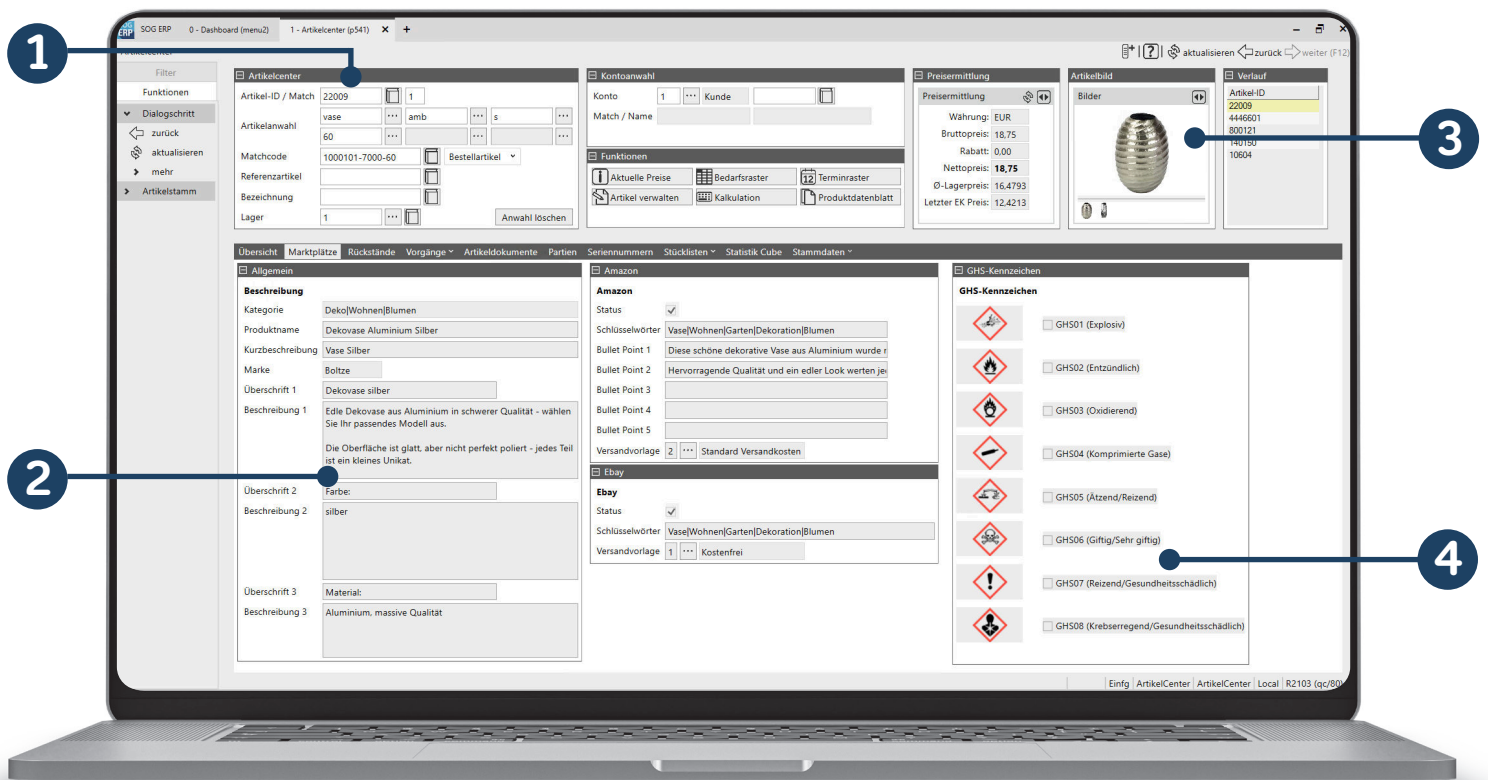 1
2
3
4
SOG ERP
SOG ERP 0 - Dashboard (menu2) 1 - Artikelcenter (p541) × +
Artikelcenter
? aktualisieren zurück weiter (F12)
Filter
Funktionen
Dialogschritt
zurück
aktualisieren
mehr
Artikelstamm
Artikelcenter
Artikel-ID / Match 22009 1
Artikelanwahl vase ... amb ... s ...
60 ... ... ...
Matchcode 1000101-7000-60 Bestellartikel
Referenzartikel
Bezeichnung
Lager 1 ... Anwahl löschen
Kontoanwahl
Konto 1 ... Kunde
Match / Name
Funktionen
Aktuelle Preise Bedarfsraster 12 Terminraster
Artikel verwalten Kalkulation Produktdatenblatt
Preisermittlung
Preisermittlung
Währung: EUR
Bruttopreis: 18,75
Rabatt: 0,00
Nettopreis: 18,75
Ø-Lagerpreis: 16,4793
Letzter EK Preis: 12,4213
Artikelbild
Bilder
Verlauf
Artikel-ID
22009
4446601
800121
140150
10604
Übersicht Marktplätze Rückstände Vorgänge Artikeldokumente Partien Seriennummern Stücklisten Statistik Cube Stammdaten
Allgemein
Beschreibung
Kategorie Deko|Wohnen|Blumen
Produktname Dekovase Aluminium Silber
Kurzbeschreibung Vase Silber
Marke Boltze
Überschrift 1 Dekovase silber
Beschreibung 1 Edle Dekovase aus Aluminium in schwerer Qualität - wählen
Sie Ihr passendes Modell aus.
Die Oberfläche ist glatt, aber nicht perfekt poliert - jedes Teil
ist ein kleines Unikat.
Überschrift 2 Farbe:
Beschreibung 2 silber
Überschrift 3 Material:
Beschreibung 3 Aluminium, massive Qualität
Amazon
Amazon
Status
Schlüsselwörter Vase|Wohnen|Garten|Dekoration|Blumen
Bullet Point 1 Diese schöne dekorative Vase aus Aluminium wurde
Bullet Point 2 Hervorragende Qualität und ein edler Look werten
Bullet Point 3
Bullet Point 4
Bullet Point 5
Versandvorlage 2 ... Standard Versandkosten
Ebay
Ebay
Status
Schlüsselwörter Vase|Wohnen|Garten|Dekoration|Blumen
Versandvorlage 1 ... Kostenfrei
GHS-Kennzeichen
GHS-Kennzeichen
GHS01 (Explosiv)
GHS02 (Entzündlich)
GHS03 (Oxidierend)
GHS04 (Komprimierte Gase)
GHS05 (Ätzend/Reizend)
GHS06 (Giftig/Sehr giftig)
GHS07 (Reizend/Gesundheitsschädlich)
GHS08 (Krebserregend/Gesundheitsschädlich)
Einfg ArtikelCenter ArtikelCenter Local R2103 (qc/80)